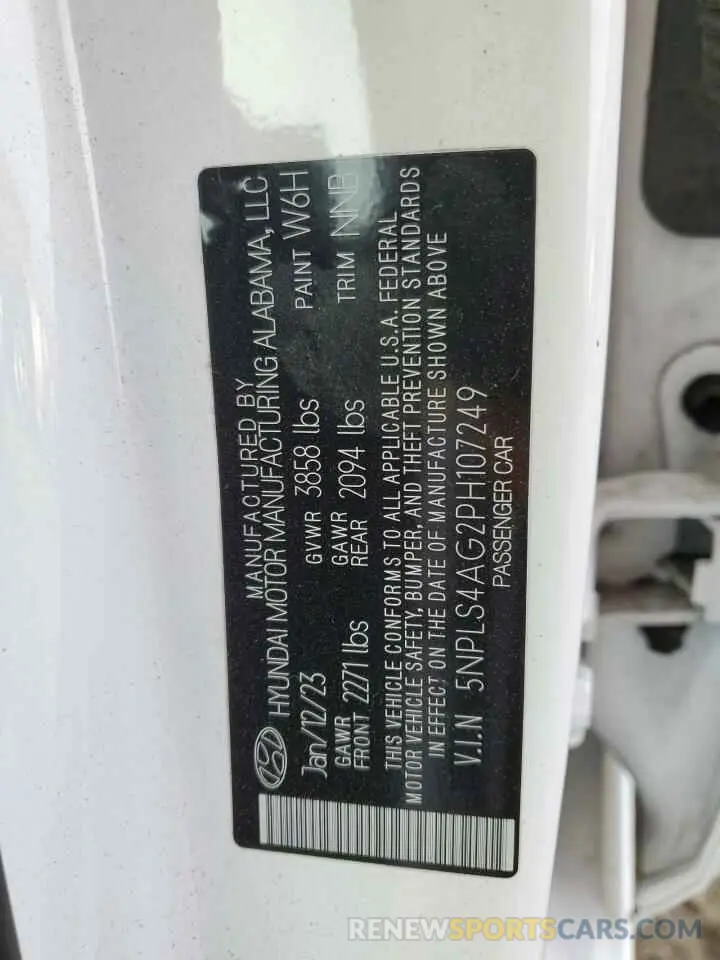 MANUFACTURED BY
HYUNDAI MOTOR MANUFACTURING ALABAMA, LLC
Jan/12/23 GVWR 3858 lbs PAINT W6H
GAWR FRONT 2271 lbs GAWR REAR 2094 lbs TRIM NNB
THIS VEHICLE CONFORMS TO ALL APPLICABLE U.S.A. FEDERAL
MOTOR VEHICLE SAFETY, BUMPER, AND THEFT PREVENTION STANDARDS
IN EFFECT ON THE DATE OF MANUFACTURE SHOWN ABOVE
V.I.N 5NPLS4AG2PH107249
PASSENGER CAR
RENEWSPORTSCARS.COM